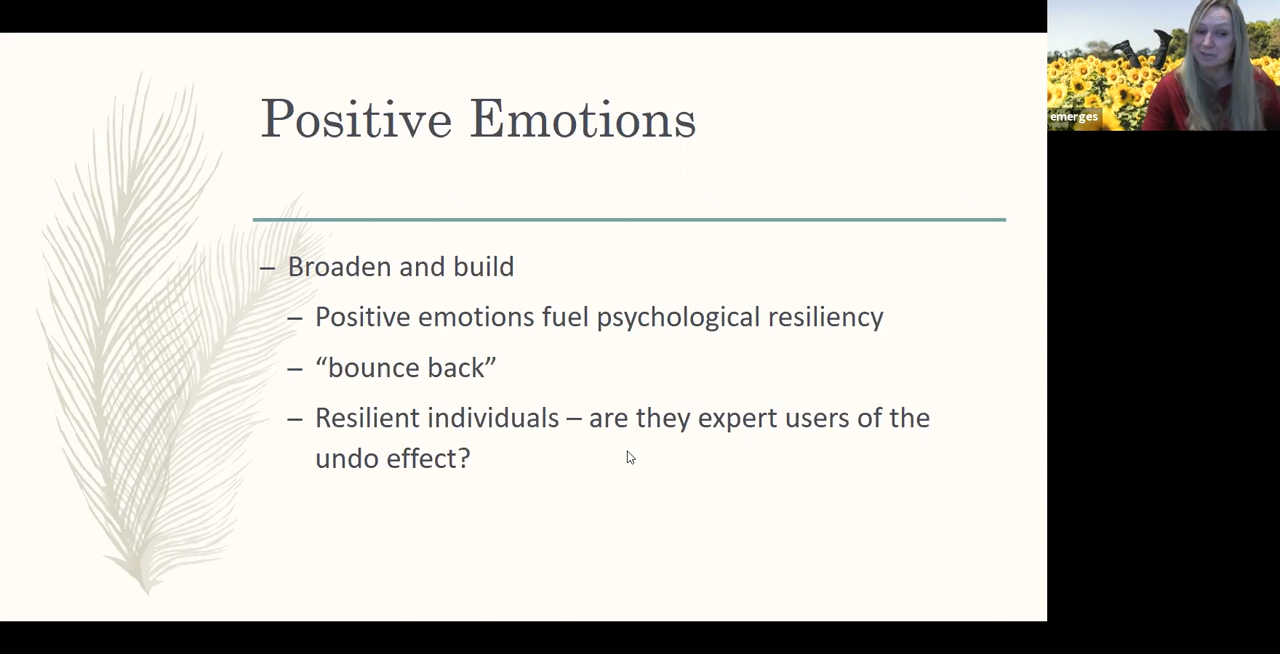 Positive Emotions
– Broaden and build
– Positive emotions fuel psychological resiliency
– “bounce back”
– Resilient individuals – are they expert users of the
undo effect?
emerges